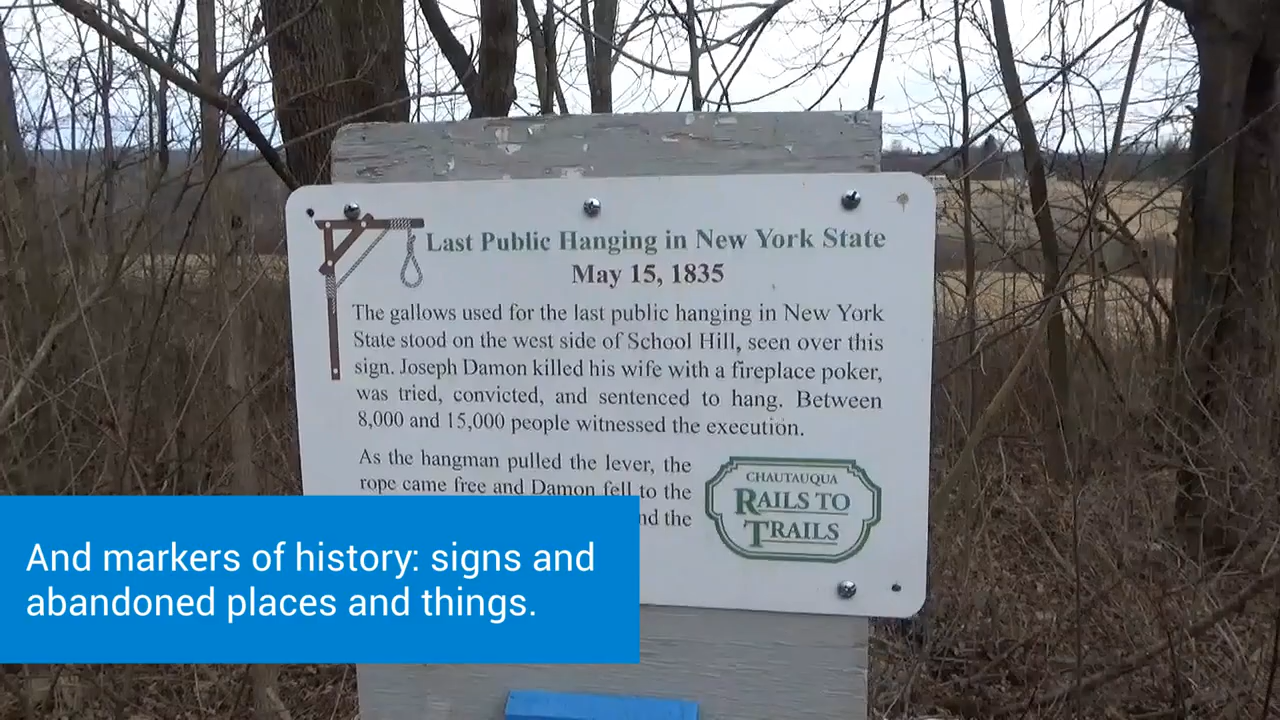 Last Public Hanging in New York State
May 15, 1835
The gallows used for the last public hanging in New York
State stood on the west side of School Hill, seen over this
sign. Joseph Damon killed his wife with a fireplace poker,
was tried, convicted, and sentenced to hang. Between
8,000 and 15,000 people witnessed the execution.
As the hangman pulled the lever, the
rope came free and Damon fell to the
nd the
CHAUTAUQUA
RAILS TO
TRAILS
And markers of history: signs and
abandoned places and things.